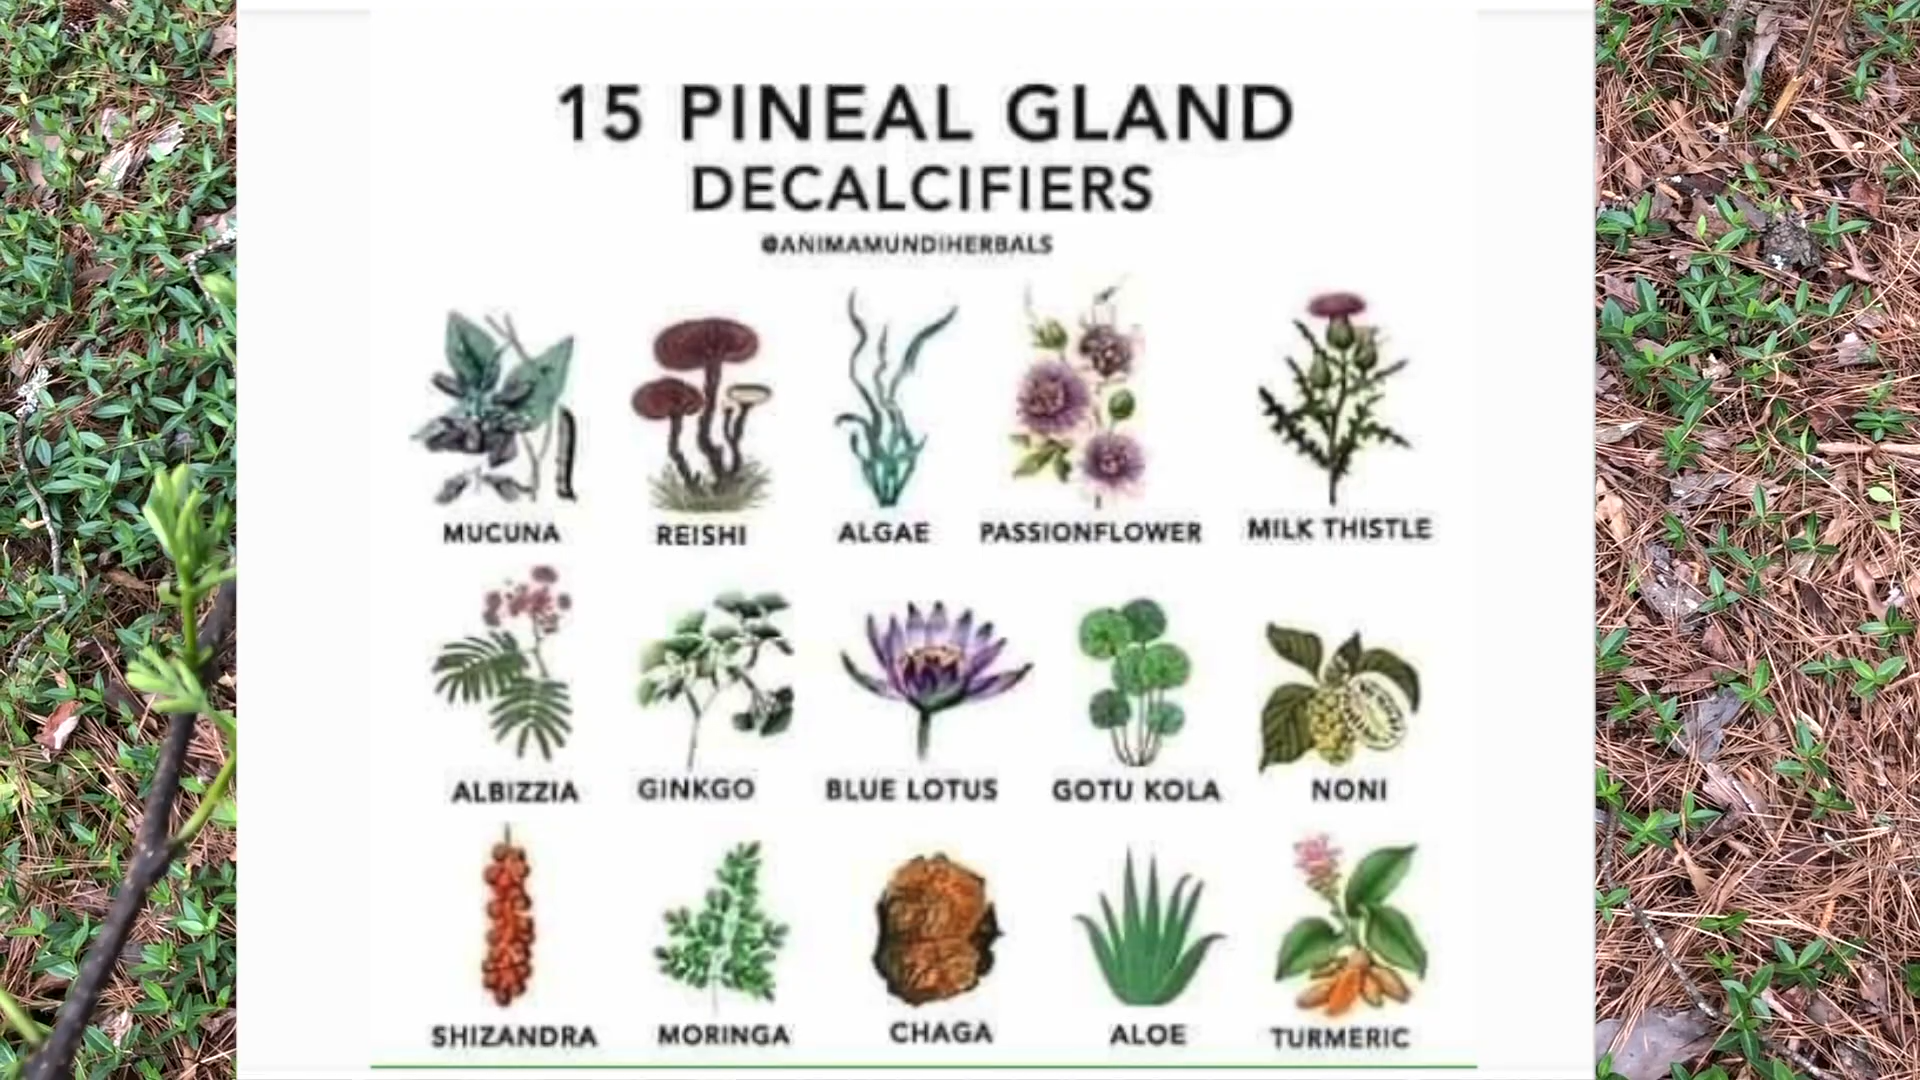 15 PINEAL GLAND
DECALCIFIERS
@ANIMAMUNDIHERBALS
MUCUNA REISHI ALGAE PASSIONFLOWER MILK THISTLE
ALBIZZIA GINKGO BLUE LOTUS GOTU KOLA NONI
SHIZANDRA MORINGA CHAGA ALOE TURMERIC